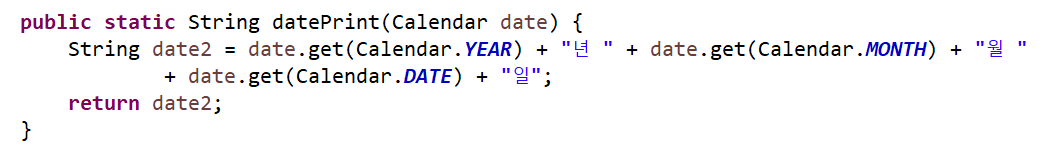 public static String datePrint(Calendar date) {
    String date2 = date.get(Calendar.YEAR) + "년 " + date.get(Calendar.MONTH) + "월 "
            + date.get(Calendar.DATE) + "일";
    return date2;
}